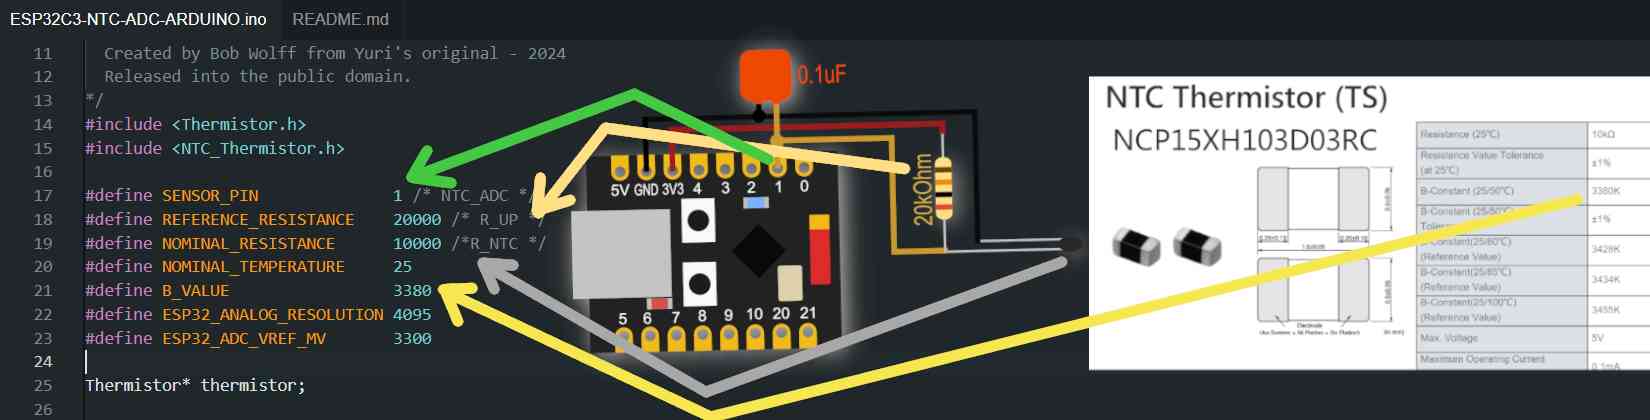 ESP32C3-NTC-ADC-ARDUINO.ino README.md
11 Created by Bob Wolff from Yuri's original - 2024
12 Released into the public domain.
13 */
14 #include <Thermistor.h>
15 #include <NTC_Thermistor.h>
16
17 #define SENSOR_PIN 1 /* NTC_ADC */
18 #define REFERENCE_RESISTANCE 20000 /* R_UP */
19 #define NOMINAL_RESISTANCE 10000 /*R_NTC */
20 #define NOMINAL_TEMPERATURE 25
21 #define B_VALUE 3380
22 #define ESP32_ANALOG_RESOLUTION 4095
23 #define ESP32_ADC_VREF_MV 3300
24
25 Thermistor* thermistor;
26
0.1uF
5V GND 3V3 4 3 2 1 0
20kOhm
5 6 7 8 9 10 20 21
NTC Thermistor (TS)
NCP15XH103D03RC
Resistance (25℃) 10kΩ
Resistance Value Tolerance
(at 25℃) ±1%
B-Constant (25/50℃) 3380K
B-Constant (25/50℃)
±1%
B-Constant(25/80℃)
(Reference Value) 3428K
B-Constant(25/85℃)
(Reference Value) 3434K
B-Constant(25/100℃)
(Reference Value) 3455K
Max. Voltage 5V
Maximum Operating Current
0.1mA
Electrode